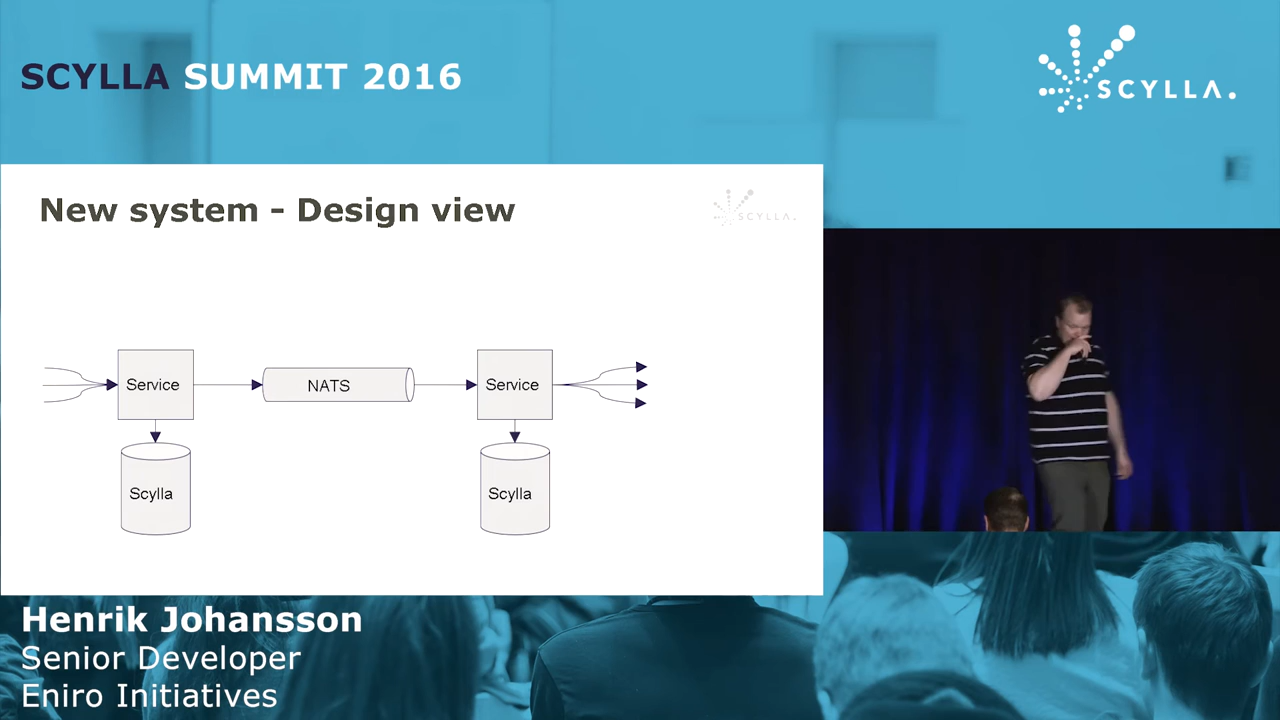 SCYLLA SUMMIT 2016
SCYLLA.
New system - Design view
SCYLLA.
Service
NATS
Service
Scylla
Scylla
Henrik Johansson
Senior Developer
Eniro Initiatives